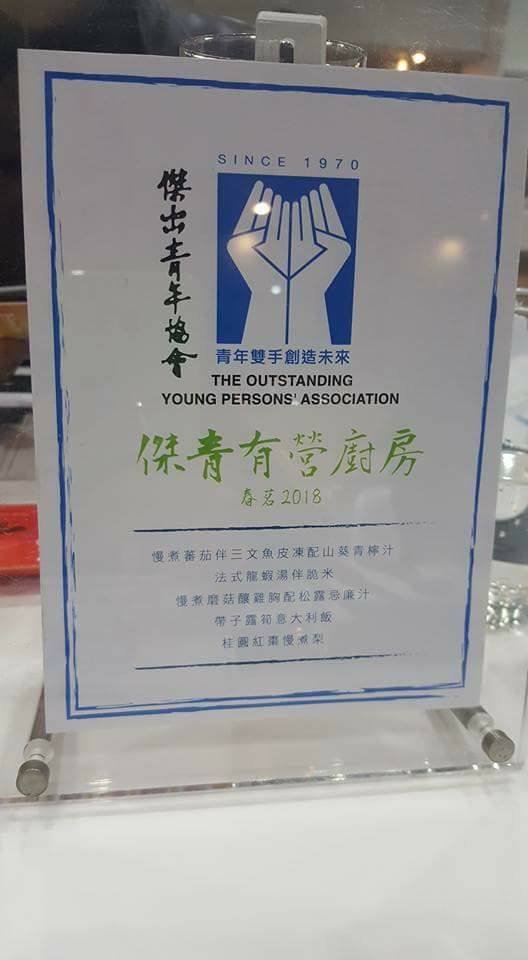 SINCE 1970
傑出青年協會
青年雙手創造未來
THE OUTSTANDING
YOUNG PERSONS' ASSOCIATION
傑青有營廚房
春茗2018
慢煮蕃茄伴三文魚皮凍配山葵青檸汁
法式龍蝦湯伴脆米
慢煮磨菇釀雞胸配松露忌廉汁
帶子露筍意大利飯
桂圓紅棗慢煮梨